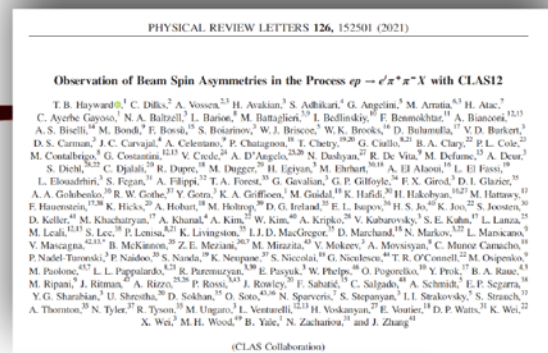 PHYSICAL REVIEW LETTERS 126, 152501 (2021)
Observation of Beam Spin Asymmetries in the Process ep → e′π⁺π⁻X with CLAS12
T. B. Hayward, C. Dilks, A. Vossen, H. Avakian, S. Adhikari, G. Angelini, M. Arratia, H. Atac,
C. Ayerbe Gayoso, N. A. Baltzell, L. Barion, M. Battaglieri, I. Bedlinskiy, F. Benmokhtar, A. Bianconi,
A. S. Biselli, M. Bondi, F. Bossù, S. Boiarinov, W. J. Briscoe, W. K. Brooks, D. Bulumulla, V. D. Burkert,
D. S. Carman, J. C. Carvajal, A. Celentano, P. Chatagnon, T. Chetry, G. Ciullo, B. A. Clary, P. L. Cole,
M. Contalbrigo, G. Costantini, V. Crede, A. D'Angelo, N. Dashyan, R. De Vita, M. Defurne, A. Deur,
S. Diehl, C. Djalali, R. Dupre, M. Dugger, H. Egiyan, M. Ehrhart, A. El Alaoui, L. El Fassi,
L. Elouadrhiri, S. Fegan, A. Filippi, T. A. Forest, G. Gavalian, G. P. Gilfoyle, F. X. Girod, D. I. Glazier,
A. A. Golubenko, R. W. Gothe, Y. Gotra, K. A. Griffioen, M. Guidal, K. Hafidi, H. Hakobyan, M. Hattawy,
F. Hauenstein, K. Hicks, A. Hobart, M. Holtrop, D. G. Ireland, E. L. Isupov, H. S. Jo, K. Joo, S. Joosten,
D. Keller, M. Khachatryan, A. Khanal, A. Kim, W. Kim, A. Kripko, V. Kubarovsky, S. E. Kuhn, L. Lanza,
M. Leali, S. Lee, P. Lenisa, K. Livingston, I. J. D. MacGregor, D. Marchand, N. Markov, L. Marsicano,
V. Mascagna, B. McKinnon, Z. E. Meziani, M. Mirazita, V. Mokeev, A. Movsisyan, C. Munoz Camacho,
P. Nadel-Turonski, P. Naidoo, S. Nanda, K. Neupane, S. Niccolai, G. Niculescu, T. R. O'Connell, M. Osipenko,
M. Paolone, L. L. Pappalardo, R. Paremuzyan, E. Pasyuk, W. Phelps, O. Pogorelko, Y. Prok, B. A. Raue,
M. Ripani, J. Ritman, A. Rizzo, P. Rossi, J. Rowley, F. Sabatié, C. Salgado, A. Schmidt, E. P. Segarra,
Y. G. Sharabian, U. Shrestha, D. Sokhan, O. Soto, N. Sparveris, S. Stepanyan, I. I. Strakovsky, S. Strauch,
A. Thornton, N. Tyler, R. Tyson, M. Ungaro, L. Venturelli, H. Voskanyan, E. Voutier, D. P. Watts, K. Wei,
X. Wei, M. H. Wood, B. Yale, N. Zachariou, and J. Zhang
(CLAS Collaboration)